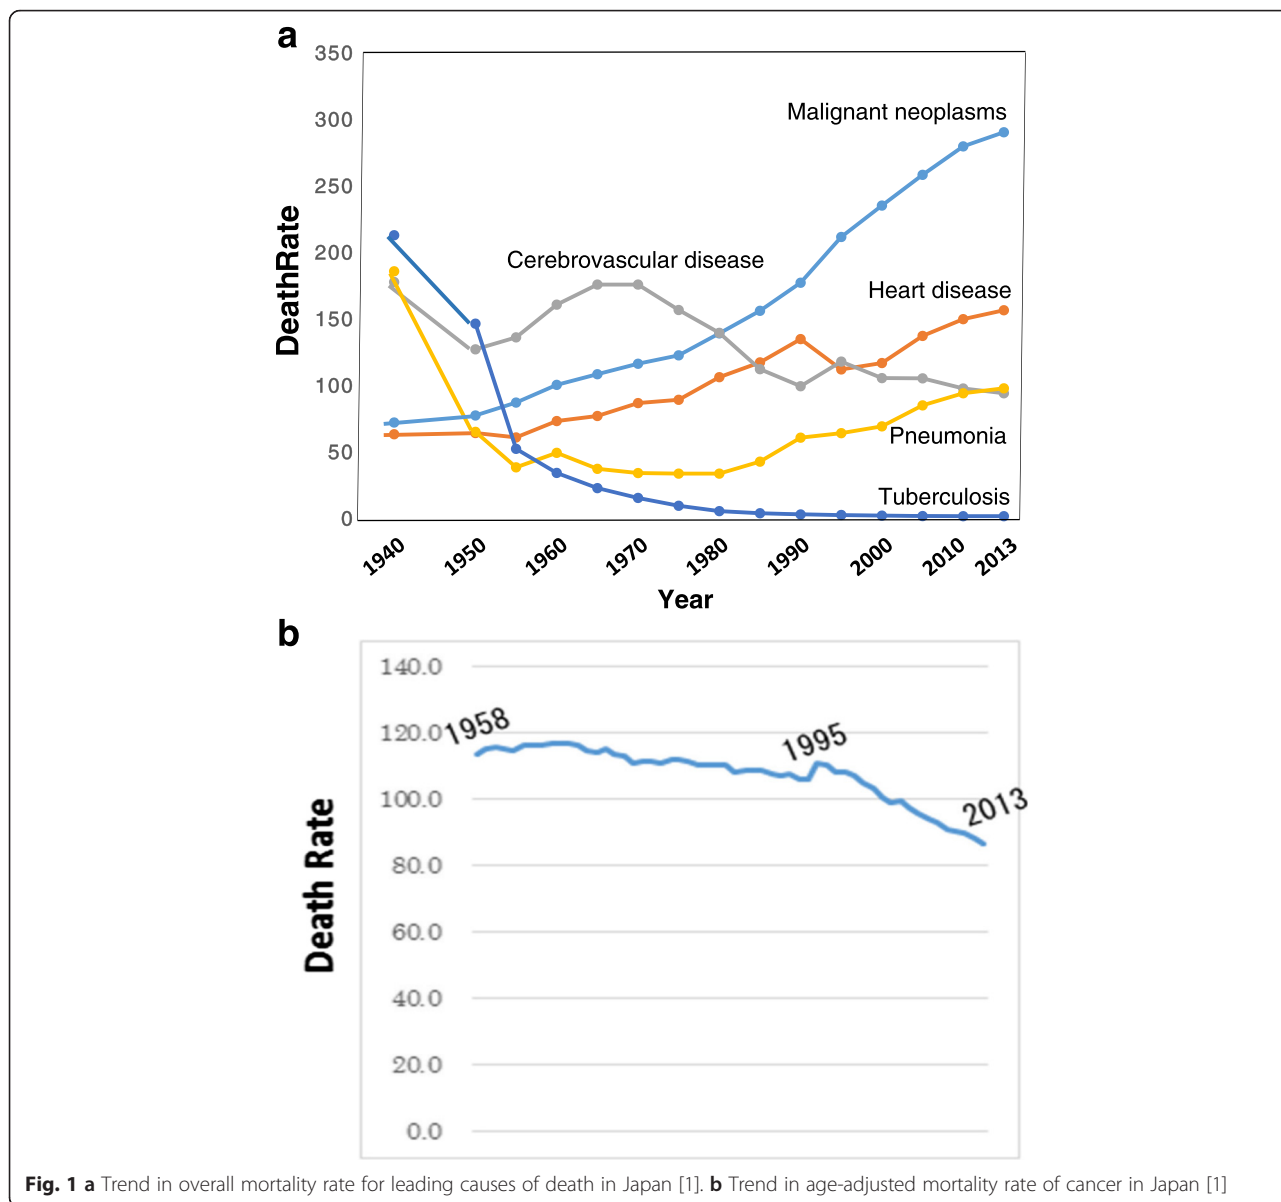 a
350
300
250
200
150
100
50
0
DeathRate
Malignant neoplasms
Cerebrovascular disease
Heart disease
Pneumonia
Tuberculosis
1940 1950 1960 1970 1980 1990 2000 2010 2013
Year
b
140.0
120.0
100.0
80.0
60.0
40.0
20.0
0.0
Death Rate
1958
1995
2013
Fig. 1 a Trend in overall mortality rate for leading causes of death in Japan [1]. b Trend in age-adjusted mortality rate of cancer in Japan [1]